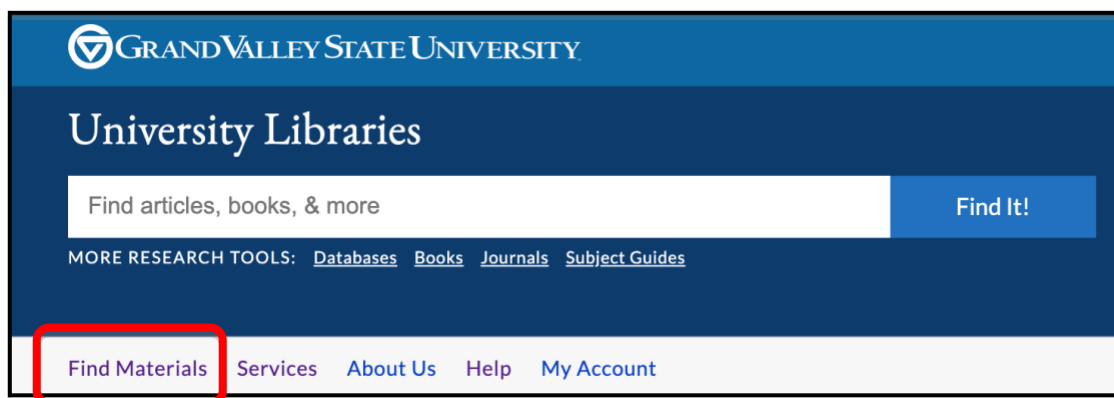 GRAND VALLEY STATE UNIVERSITY
University Libraries
Find articles, books, & more
Find It!
MORE RESEARCH TOOLS: Databases Books Journals Subject Guides
Find Materials Services About Us Help My Account